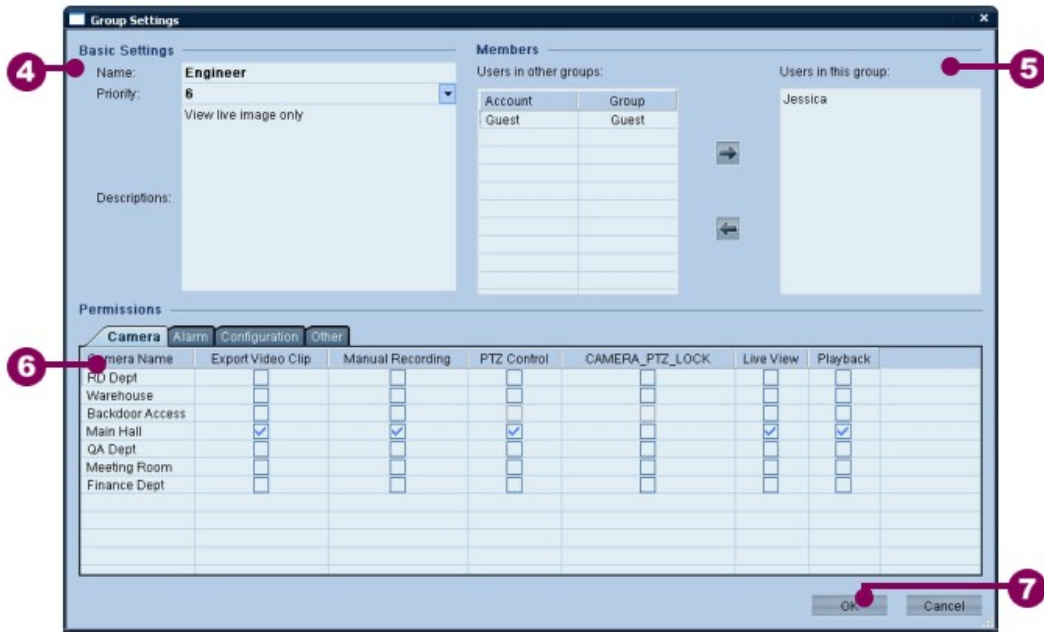 Group Settings
Basic Settings
4
Name: Engineer
Priority: 6
Descriptions: View live image only
Members
Users in other groups:
Account Group
Guest Guest
Users in this group:
5
Jessica
Permissions
Camera Alarm Configuration Other
6
Camera Name Export Video Clip Manual Recording PTZ Control CAMERA_PTZ_LOCK Live View Playback
RD Dept
Warehouse
Backdoor Access
Main Hall
QA Dept
Meeting Room
Finance Dept
7
OK Cancel